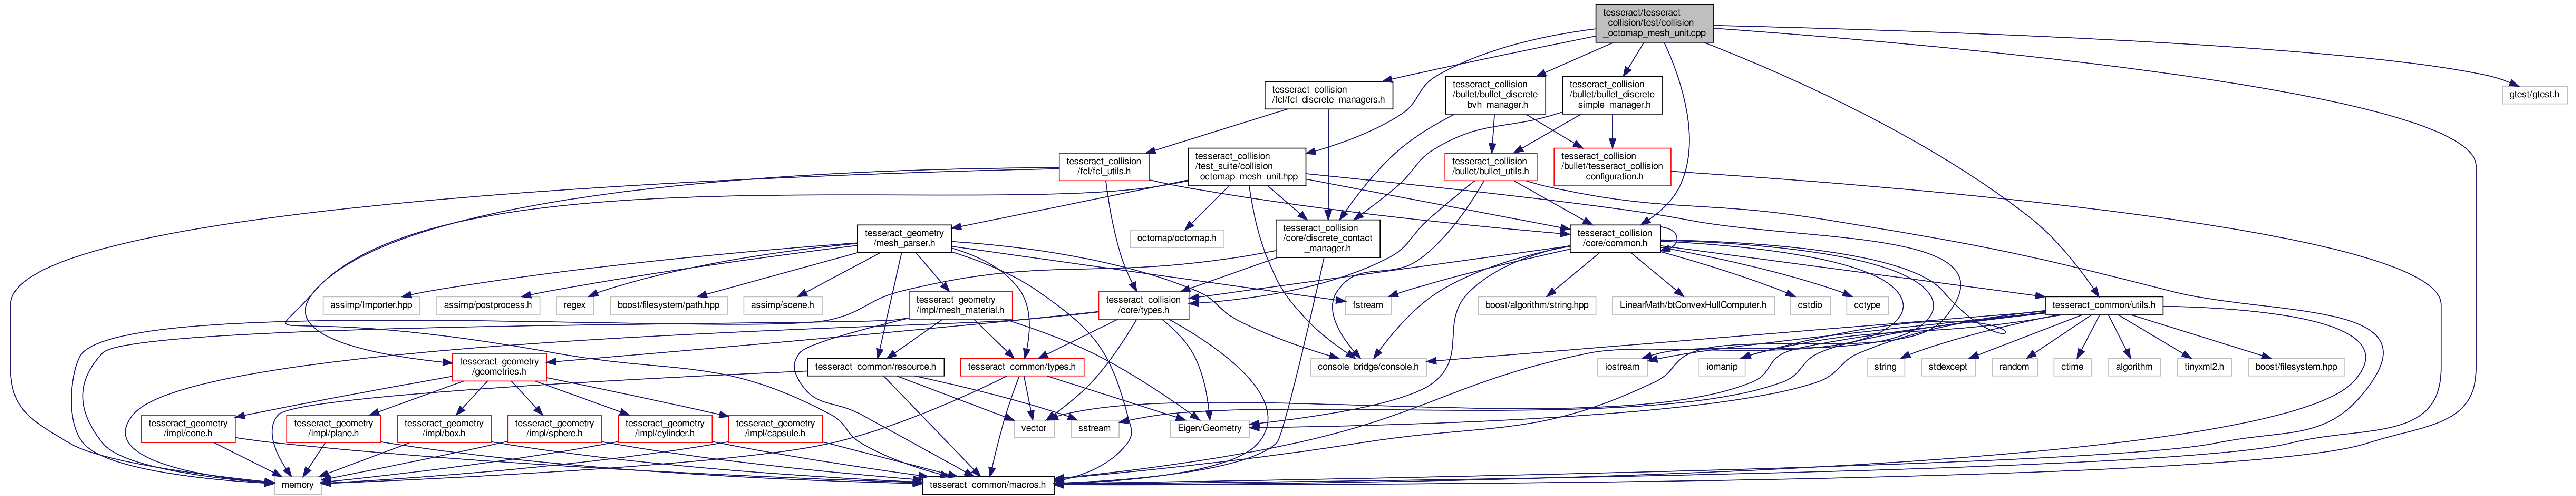 tesseract/tesseract
_collision/test/collision
_octomap_mesh_unit.cpp
tesseract_collision
/fcl/fcl_discrete_managers.h
tesseract_collision
/bullet/bullet_discrete
_bvh_manager.h
tesseract_collision
/bullet/bullet_discrete
_simple_manager.h
gtest/gtest.h
tesseract_collision
/fcl/fcl_utils.h
tesseract_collision
/test_suite/collision
_octomap_mesh_unit.hpp
tesseract_collision
/bullet/bullet_utils.h
tesseract_collision
/bullet/tesseract_collision
_configuration.h
tesseract_geometry
/mesh_parser.h
octomap/octomap.h
tesseract_collision
/core/discrete_contact
_manager.h
tesseract_collision
/core/common.h
assimp/Importer.hpp
assimp/postprocess.h
regex
boost/filesystem/path.hpp
assimp/scene.h
tesseract_geometry
/impl/mesh_material.h
tesseract_collision
/core/types.h
fstream
boost/algorithm/string.hpp
LinearMath/btConvexHullComputer.h
cstdio
cctype
tesseract_common/utils.h
tesseract_geometry
/geometries.h
tesseract_common/resource.h
tesseract_common/types.h
console_bridge/console.h
iostream
iomanip
string
stdexcept
random
ctime
algorithm
tinyxml2.h
boost/filesystem.hpp
tesseract_geometry
/impl/cone.h
tesseract_geometry
/impl/plane.h
tesseract_geometry
/impl/box.h
tesseract_geometry
/impl/sphere.h
tesseract_geometry
/impl/cylinder.h
tesseract_geometry
/impl/capsule.h
vector
sstream
Eigen/Geometry
memory
tesseract_common/macros.h